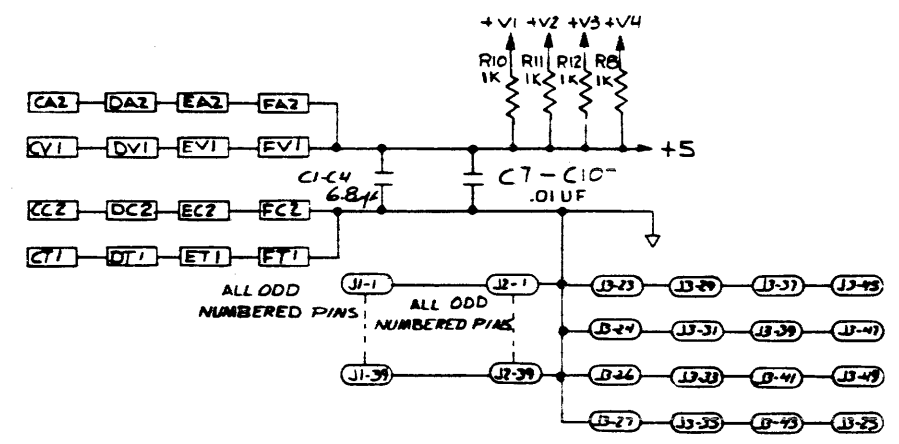 +V1 +V2 +V3 +V4
R10 R11 R12 R8
1K 1K 1K 1K
CA2 DA2 EA2 FA2
CV1 DV1 EV1 FV1
+5
C1-C4 C7-C10
6.8µf .01UF
CC2 DC2 EC2 FC2
CT1 DT1 ET1 FT1
J1-1 J2-1 J3-23 J3-29 J3-37 J3-45
ALL ODD
NUMBERED PINS
ALL ODD
NUMBERED PINS
J3-24 J3-31 J3-39 J3-47
J1-39 J2-39 J3-26 J3-33 J3-41 J3-49
J3-27 J3-35 J3-43 J3-25